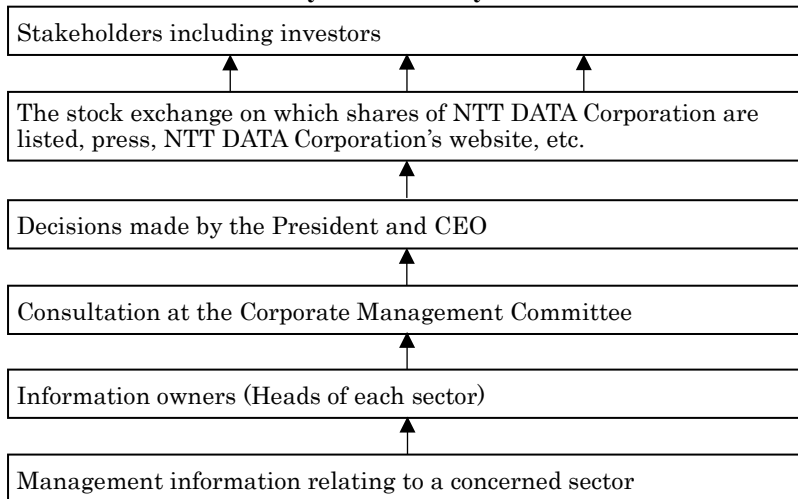 Stakeholders including investors
The stock exchange on which shares of NTT DATA Corporation are
listed, press, NTT DATA Corporation's website, etc.
Decisions made by the President and CEO
Consultation at the Corporate Management Committee
Information owners (Heads of each sector)
Management information relating to a concerned sector